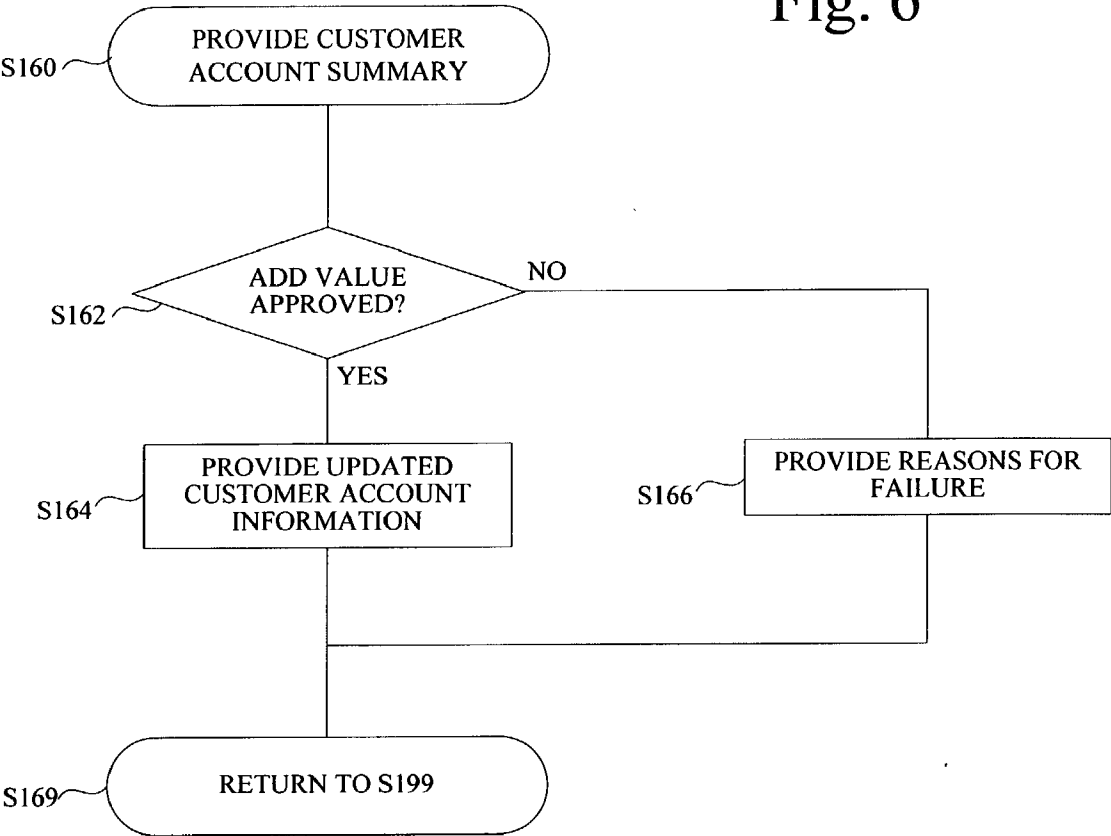 Fig. 6
PROVIDE CUSTOMER
ACCOUNT SUMMARY
S160
ADD VALUE
APPROVED?
NO
S162
YES
PROVIDE UPDATED
CUSTOMER ACCOUNT
INFORMATION
S164
PROVIDE REASONS FOR
FAILURE
S166
RETURN TO S199
S169